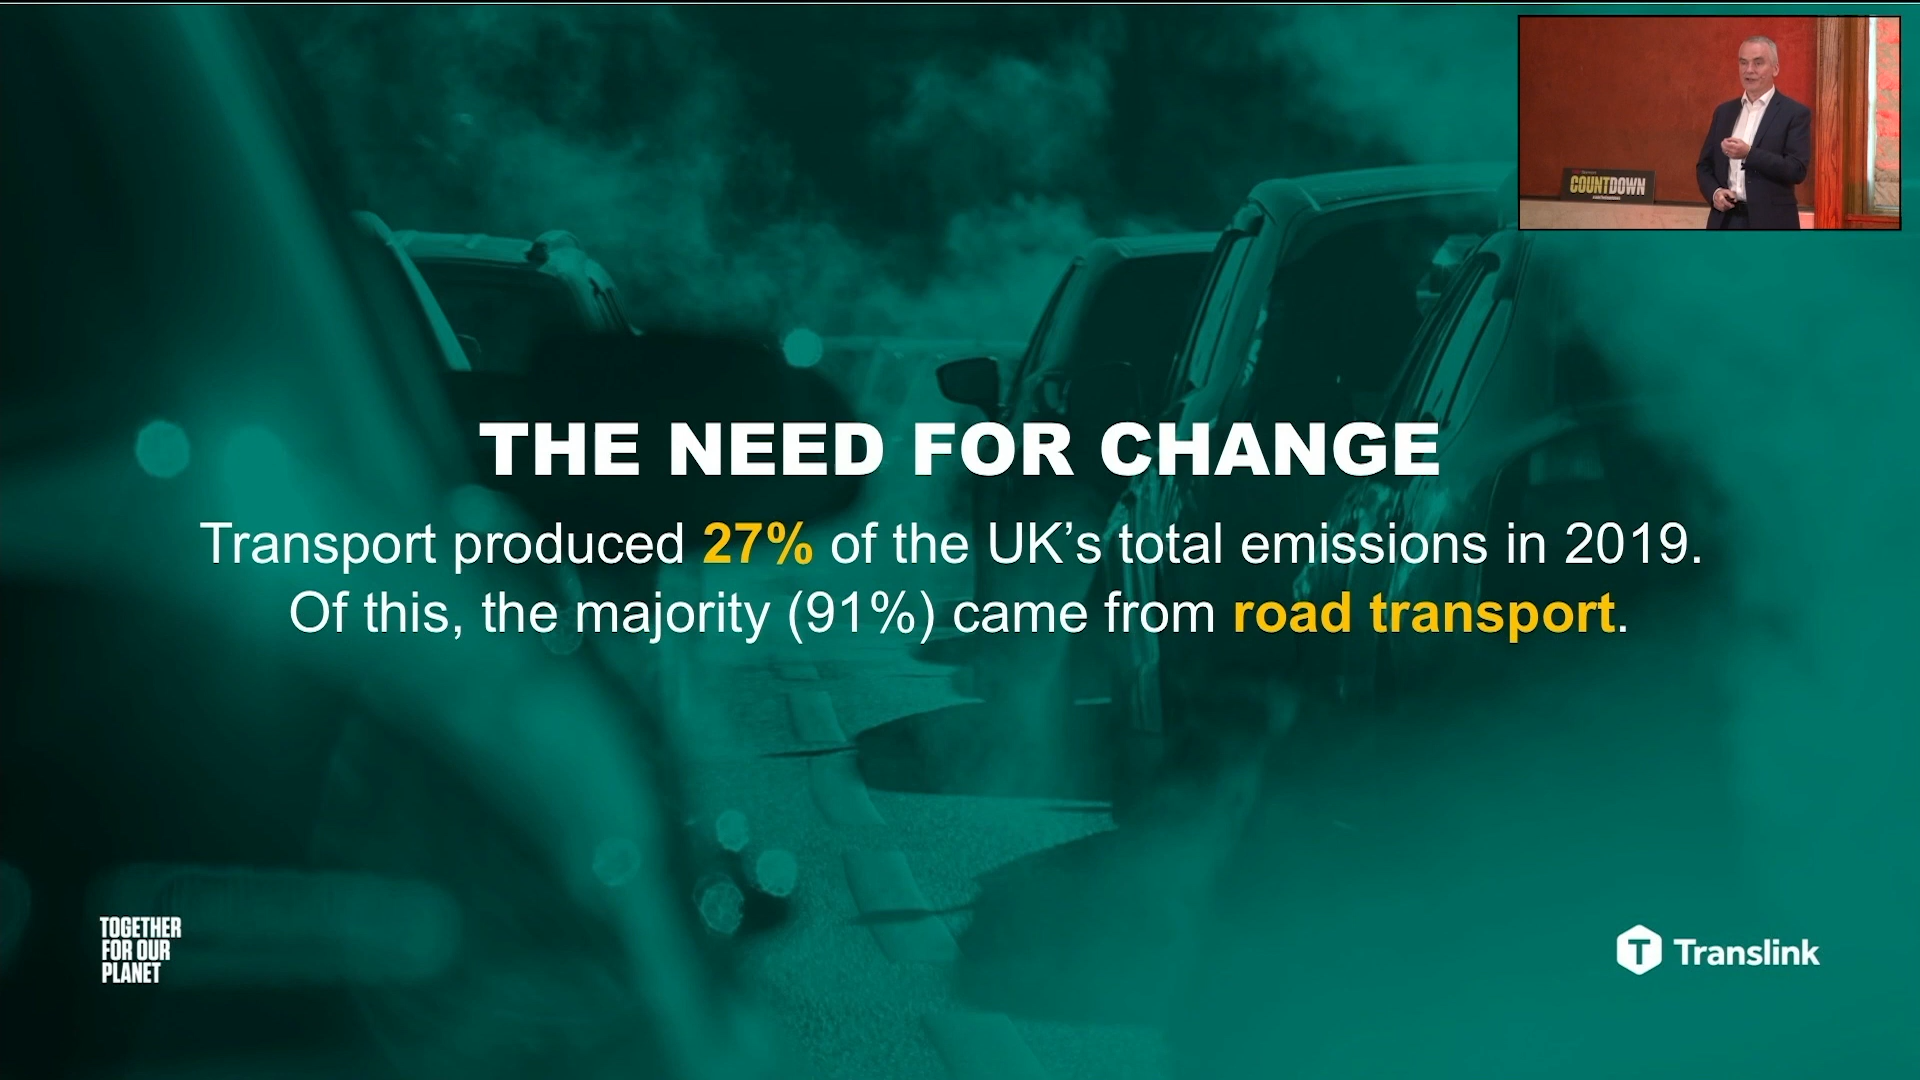 COUNTDOWN
THE NEED FOR CHANGE
Transport produced 27% of the UK’s total emissions in 2019.
Of this, the majority (91%) came from road transport.
TOGETHER
FOR OUR
PLANET
T Translink